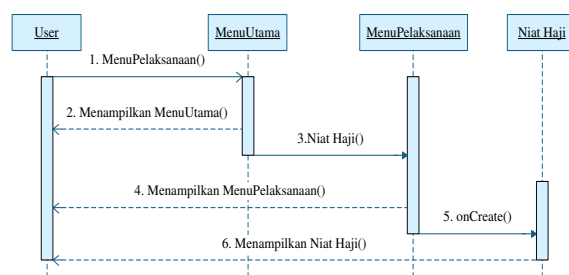 User
MenuUtama
MenuPelaksanaan
Niat Haji
1. MenuPelaksanaan()
2. Menampilkan MenuUtama()
3.Niat Haji()
4. Menampilkan MenuPelaksanaan()
5. onCreate()
6. Menampilkan Niat Haji()